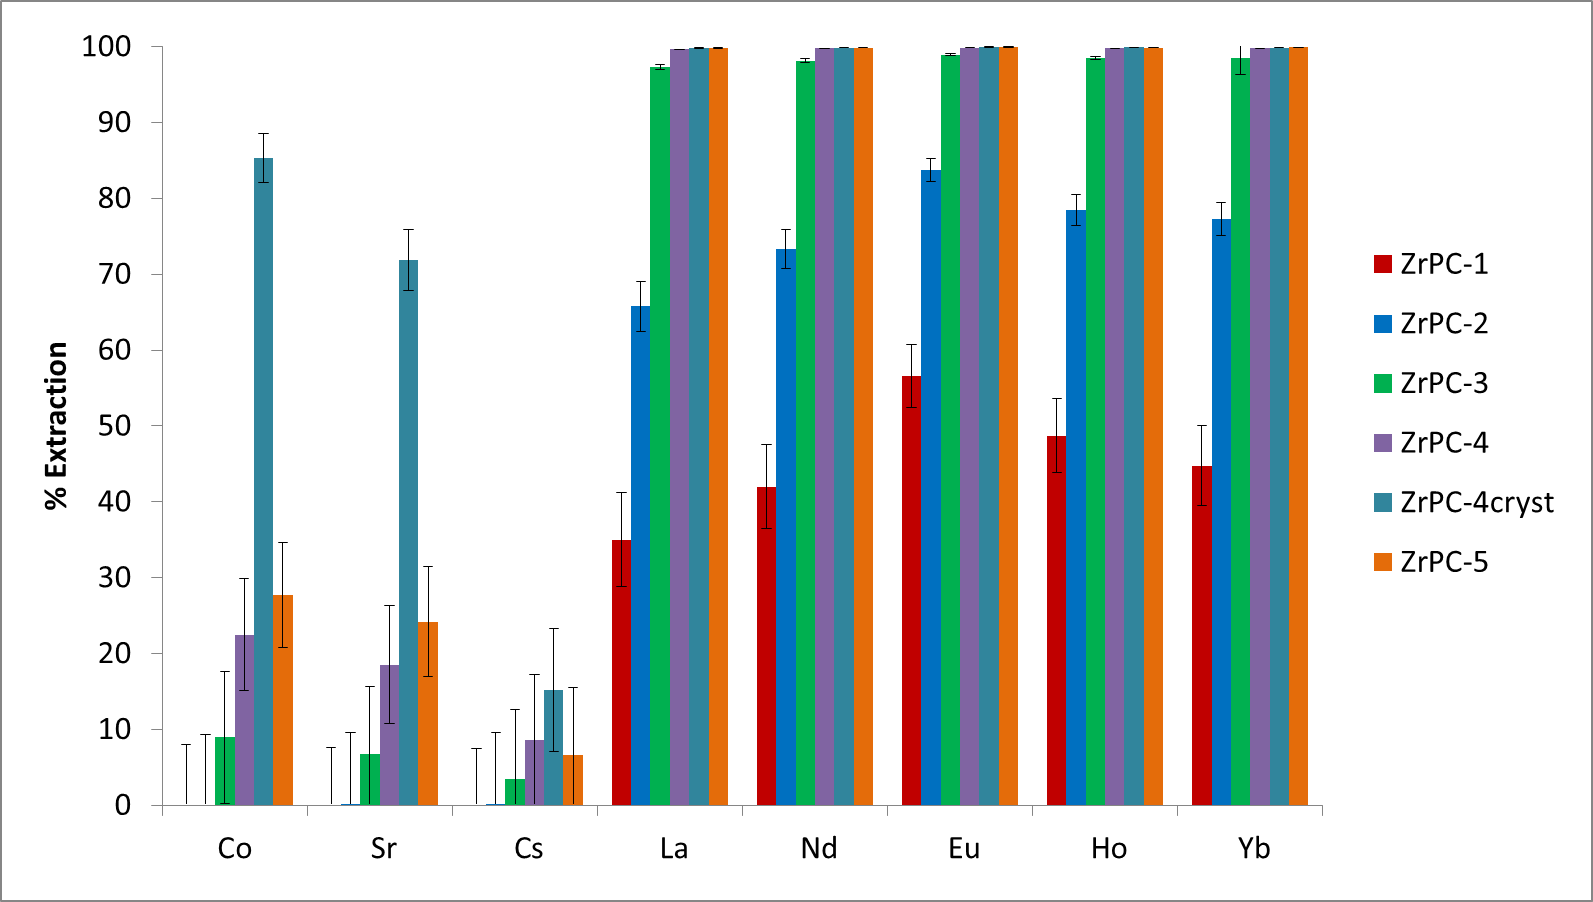 100
90
80
70
60
50
40
30
20
10
0
% Extraction
Co Sr Cs La Nd Eu Ho Yb
ZrPC-1
ZrPC-2
ZrPC-3
ZrPC-4
ZrPC-4cryst
ZrPC-5